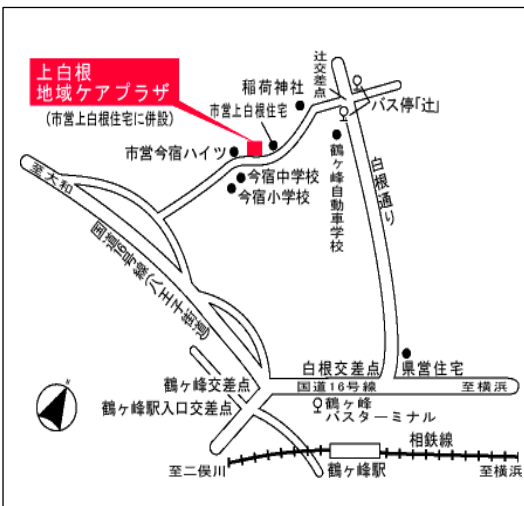 上白根
地域ケアプラザ
(市営上白根住宅に併設)
辻交差点
稲荷神社
市営上白根住宅
バス停「辻」
市営今宿ハイツ
今宿中学校
今宿小学校
鶴ヶ峰自動車学校
白根通り
至大和
国道16号線(八王子街道)
白根交差点
県営住宅
鶴ヶ峰交差点
国道16号線
至横浜
鶴ヶ峰駅入口交差点
鶴ヶ峰
バスターミナル
相鉄線
至二俣川
鶴ヶ峰駅
至横浜
N